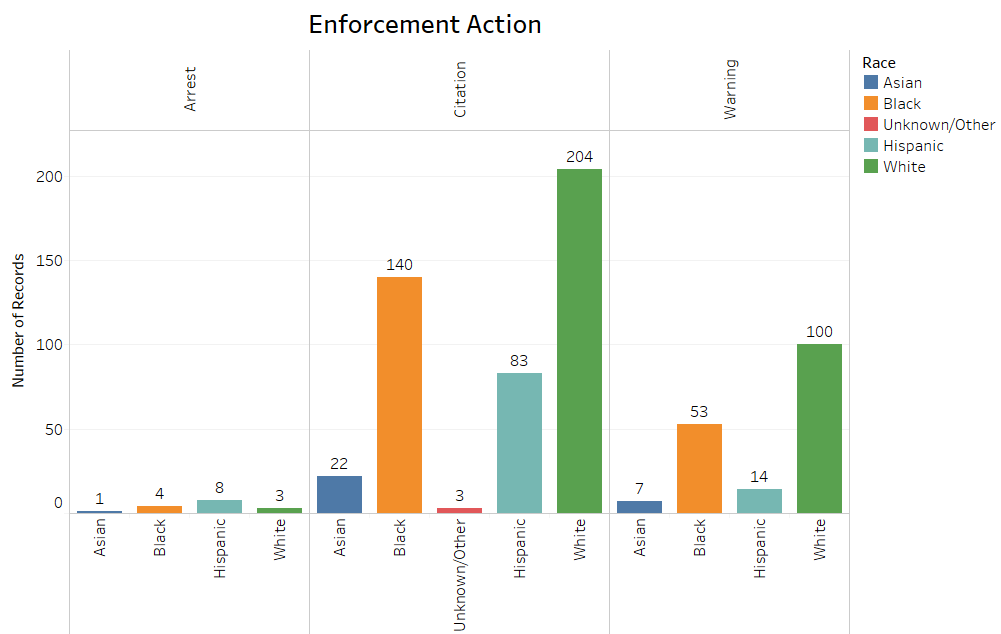 Enforcement Action
Arrest
Citation
Warning
Race
Asian
Black
Unknown/Other
Hispanic
White
Number of Records
200
150
100
50
0
1
4
8
3
22
140
3
83
204
7
53
14
100
Asian
Black
Hispanic
White
Asian
Black
Unknown/Other
Hispanic
White
Asian
Black
Hispanic
White